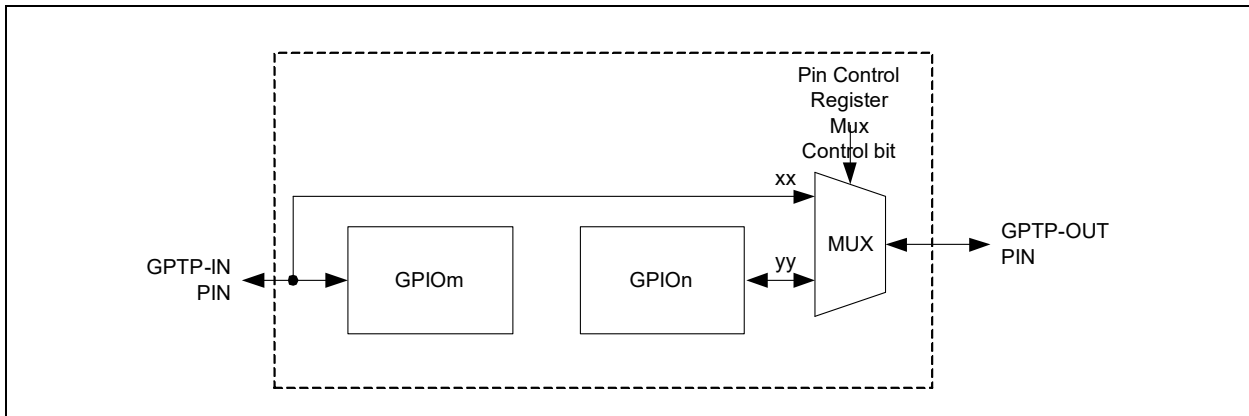 Pin Control
Register
Mux
Control bit
xx
MUX
GPTP-OUT
PIN
GPTP-IN
PIN
GPIOm
GPIOn
yy